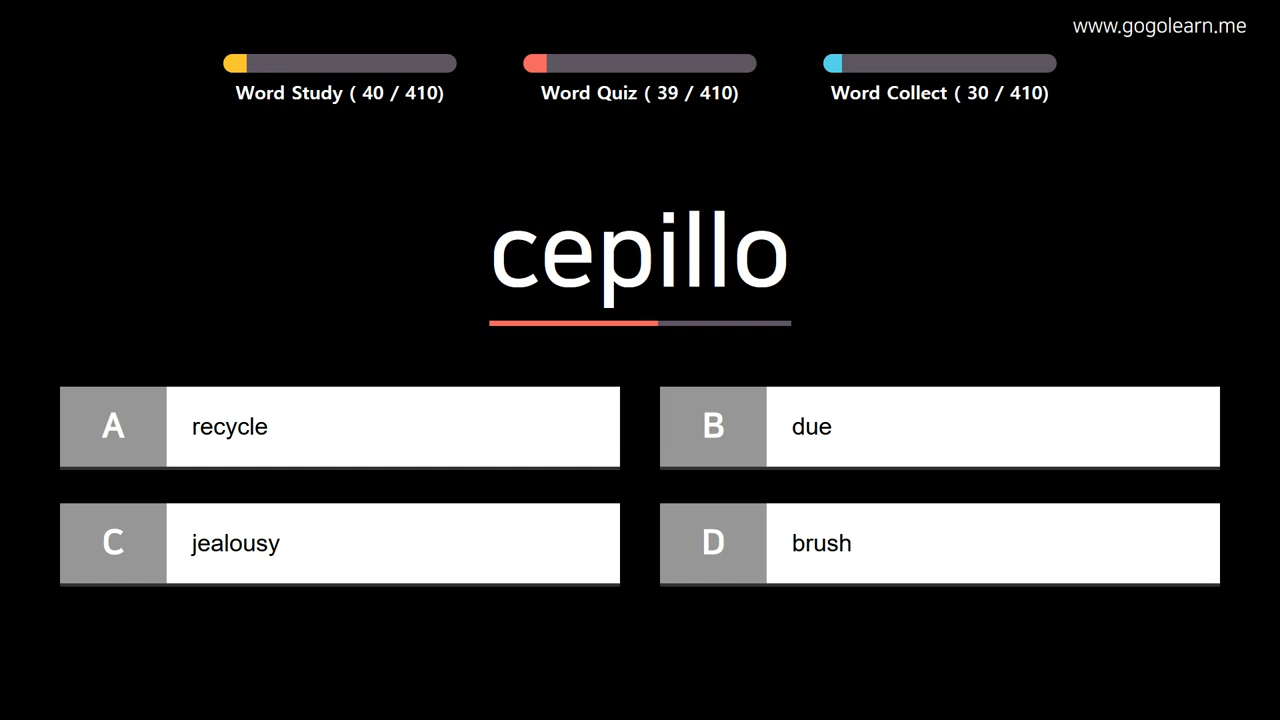 www.gogolearn.me
Word Study ( 40 / 410)
Word Quiz ( 39 / 410)
Word Collect ( 30 / 410)
cepillo
A recycle
B due
C jealousy
D brush